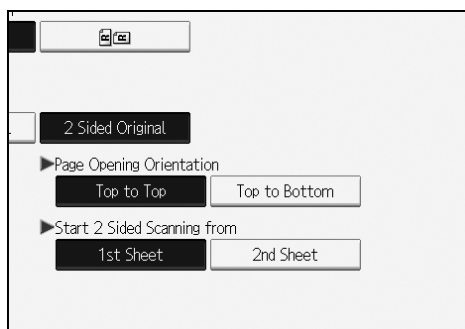 2 Sided Original
▶Page Opening Orientation
Top to Top Top to Bottom
▶Start 2 Sided Scanning from
1st Sheet 2nd Sheet